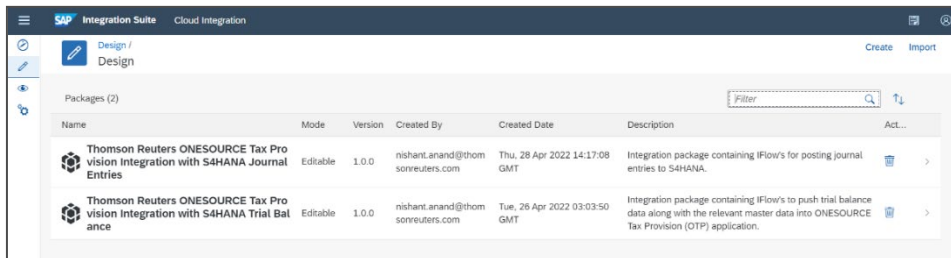 SAP Integration Suite Cloud Integration
Design /
Design
Create Import
Packages (2)
Filter
Name Mode Version Created By Created Date Description Act...
Thomson Reuters ONESOURCE Tax Pro
vision Integration with S4HANA Journal
Entries
Editable 1.0.0
nishant.anand@thom
sonreuters.com
Thu, 28 Apr 2022 14:17:08
GMT
Integration package containing IFlow's for posting journal
entries to S4HANA.
Thomson Reuters ONESOURCE Tax Pro
vision Integration with S4HANA Trial Bal
ance
Editable 1.0.0
nishant.anand@thom
sonreuters.com
Tue, 26 Apr 2022 03:03:50
GMT
Integration package containing IFlow's to push trial balance
data along with the relevant master data into ONESOURCE
Tax Provision (OTP) application.